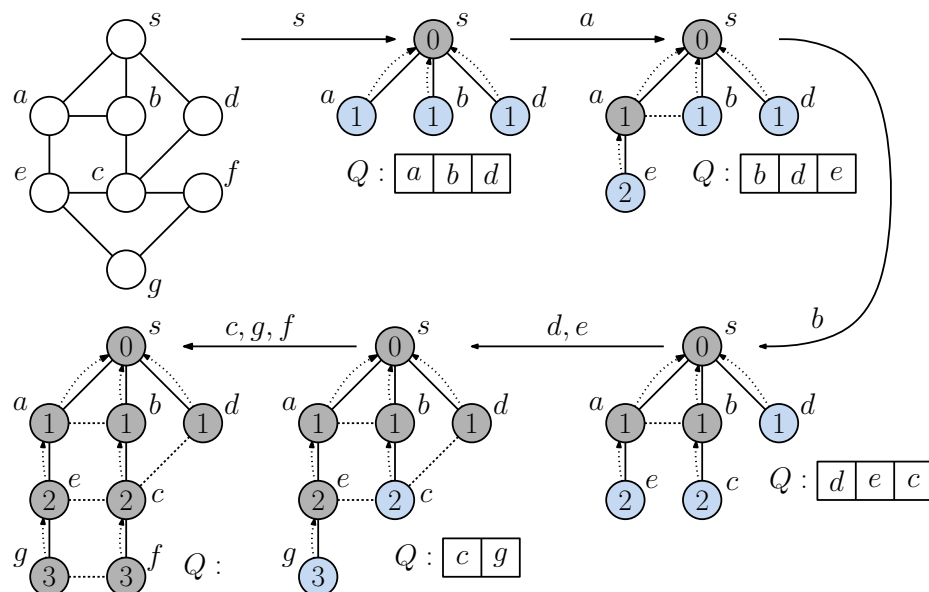 s
a b d
e c f
g
s
s
0
a 1 1 b 1 d
Q : a b d
a
s
0
a 1 1 b 1 d
2 e
Q : b d e
b
s
0
a 1 1 b 1 d
2 e 2 c
Q : d e c
d, e
s
0
a 1 1 b 1 d
2 e 2 c
g 3
Q : c g
c, g, f
s
0
a 1 1 b 1 d
2 e 2 c
g 3 3 f
Q :